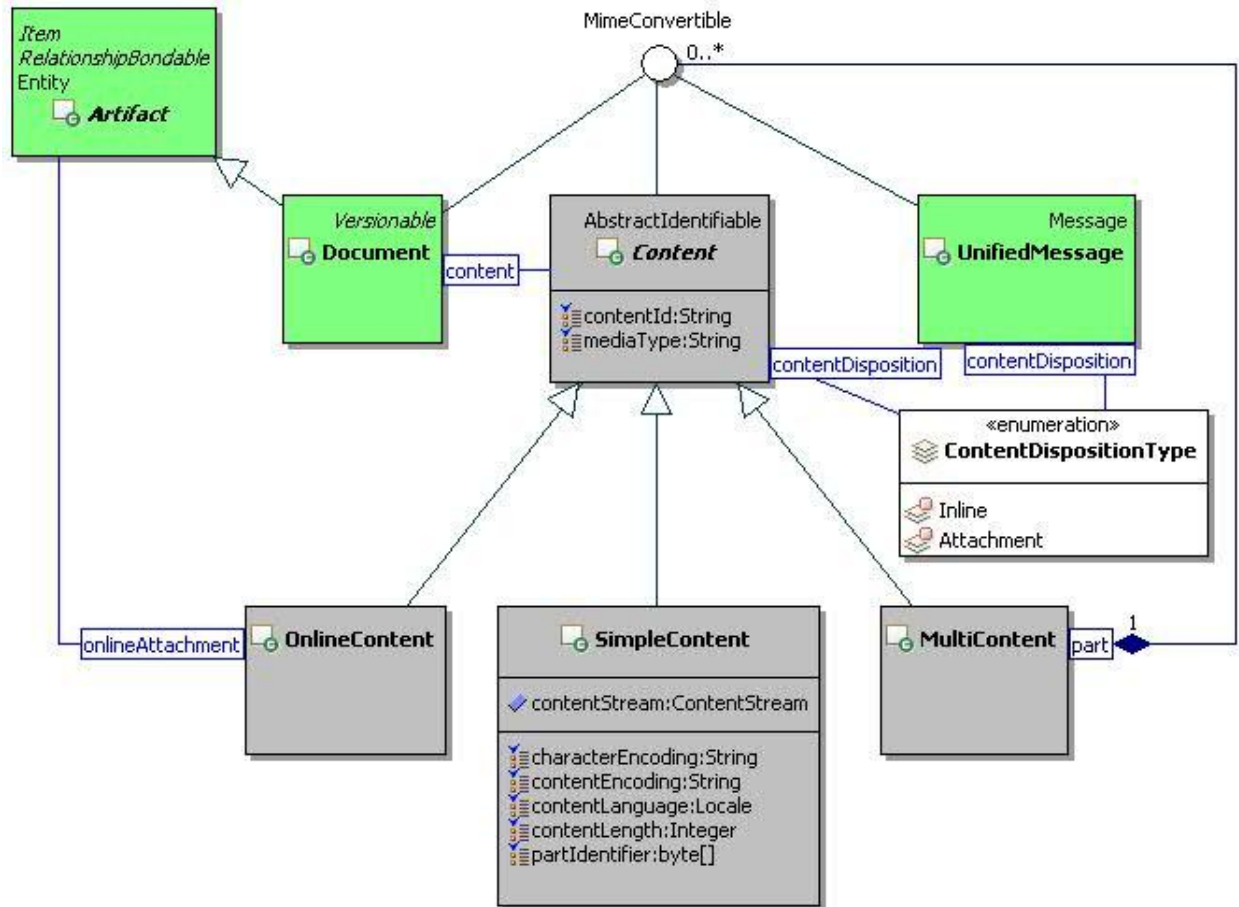 MimeConvertible
0..*
Item
RelationshipBondable
Entity
Artifact
Versionable
Document
content
AbstractIdentifiable
Content
contentId:String
mediaType:String
Message
UnifiedMessage
contentDisposition
contentDisposition
«enumeration»
ContentDispositionType
Inline
Attachment
onlineAttachment
OnlineContent
SimpleContent
contentStream:ContentStream
characterEncoding:String
contentEncoding:String
contentLanguage:Locale
contentLength:Integer
partIdentifier:byte[]
MultiContent
part
1